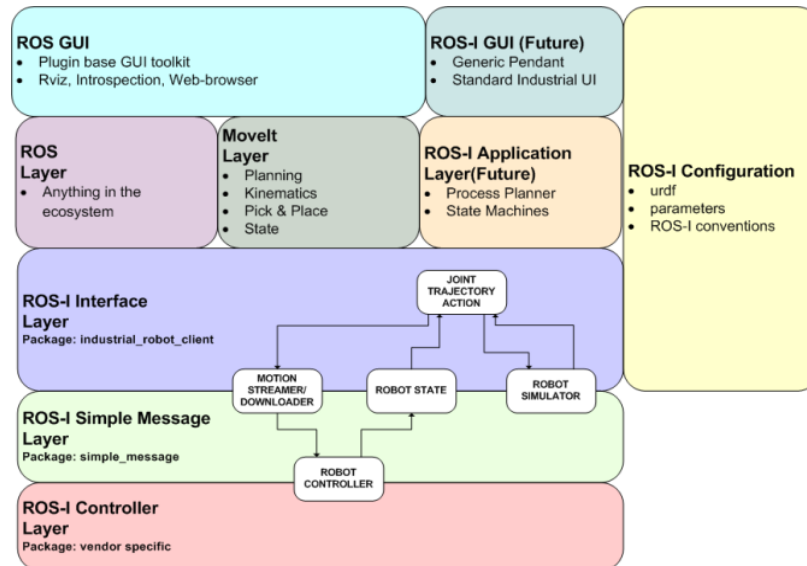 ROS GUI
• Plugin base GUI toolkit
• Rviz, Introspection, Web-browser
ROS-I GUI (Future)
• Generic Pendant
• Standard Industrial UI
ROS
Layer
• Anything in the
ecosystem
MoveIt
Layer
• Planning
• Kinematics
• Pick & Place
• State
ROS-I Application
Layer(Future)
• Process Planner
• State Machines
ROS-I Configuration
• urdf
• parameters
• ROS-I conventions
ROS-I Interface
Layer
Package: industrial_robot_client
JOINT
TRAJECTORY
ACTION
MOTION
STREAMER/
DOWNLOADER
ROBOT STATE
ROBOT
SIMULATOR
ROS-I Simple Message
Layer
Package: simple_message
ROBOT
CONTROLLER
ROS-I Controller
Layer
Package: vendor specific